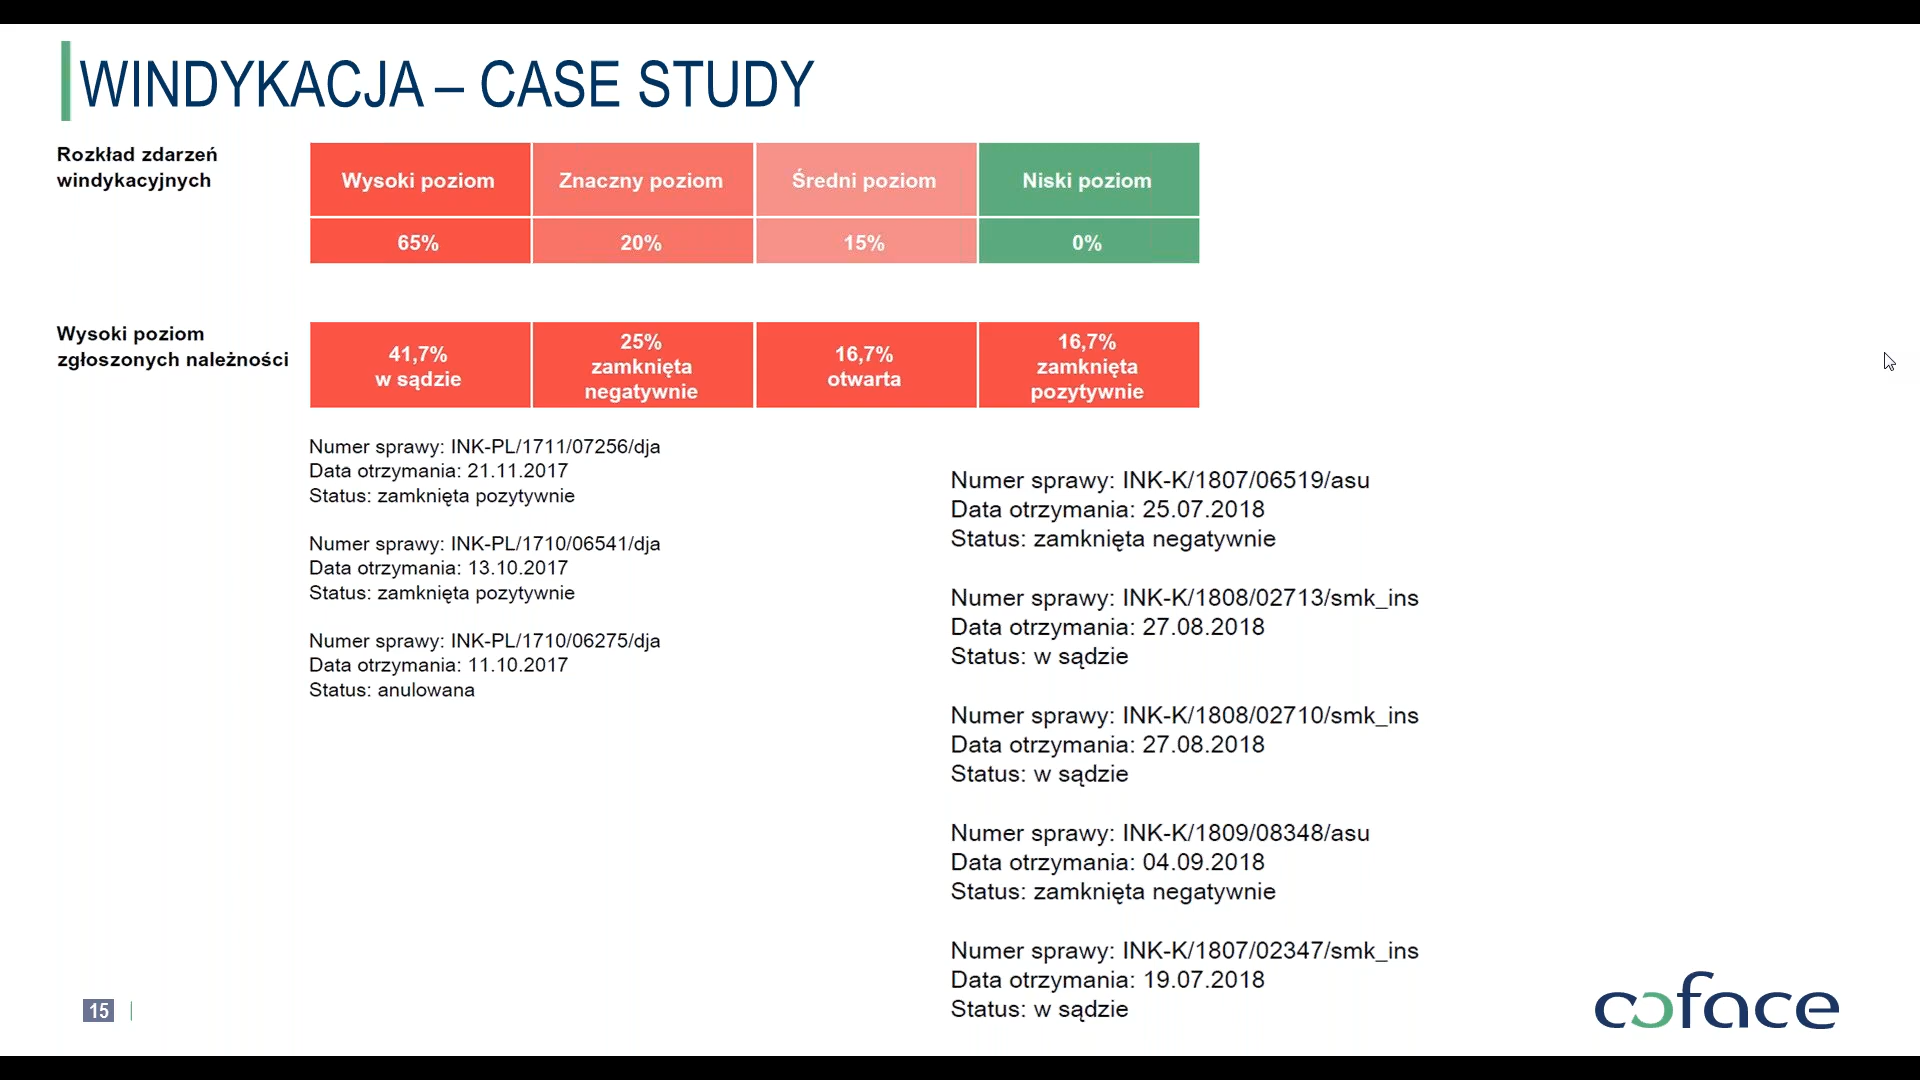 WINDYKACJA – CASE STUDY
Rozkład zdarzeń
windykacyjnych
Wysoki poziom
Znaczny poziom
Średni poziom
Niski poziom
65%
20%
15%
0%
Wysoki poziom
zgłoszonych należności
41,7%
w sądzie
25%
zamknięta
negatywnie
16,7%
otwarta
16,7%
zamknięta
pozytywnie
Numer sprawy: INK-PL/1711/07256/dja
Data otrzymania: 21.11.2017
Status: zamknięta pozytywnie
Numer sprawy: INK-PL/1710/06541/dja
Data otrzymania: 13.10.2017
Status: zamknięta pozytywnie
Numer sprawy: INK-PL/1710/06275/dja
Data otrzymania: 11.10.2017
Status: anulowana
Numer sprawy: INK-K/1807/06519/asu
Data otrzymania: 25.07.2018
Status: zamknięta negatywnie
Numer sprawy: INK-K/1808/02713/smk_ins
Data otrzymania: 27.08.2018
Status: w sądzie
Numer sprawy: INK-K/1808/02710/smk_ins
Data otrzymania: 27.08.2018
Status: w sądzie
Numer sprawy: INK-K/1809/08348/asu
Data otrzymania: 04.09.2018
Status: zamknięta negatywnie
Numer sprawy: INK-K/1807/02347/smk_ins
Data otrzymania: 19.07.2018
Status: w sądzie
15
coface